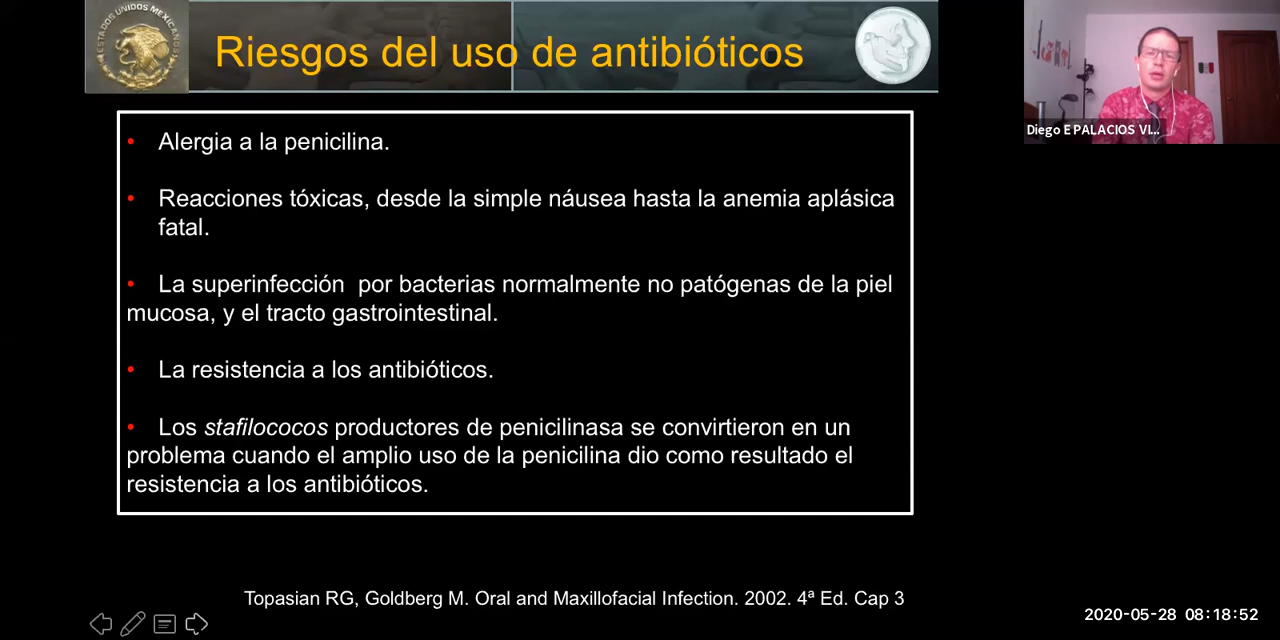 ESTADOS UNIDOS MEXICANOS
Riesgos del uso de antibióticos
Diego E PALACIOS VI...
• Alergia a la penicilina.
• Reacciones tóxicas, desde la simple náusea hasta la anemia aplásica
fatal.
• La superinfección por bacterias normalmente no patógenas de la piel
mucosa, y el tracto gastrointestinal.
• La resistencia a los antibióticos.
• Los stafilococos productores de penicilinasa se convirtieron en un
problema cuando el amplio uso de la penicilina dio como resultado el
resistencia a los antibióticos.
Topasian RG, Goldberg M. Oral and Maxillofacial Infection. 2002. 4ª Ed. Cap 3
2020-05-28 08:18:52